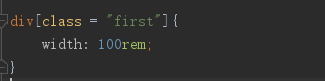 div[class = "first"]{
    width: 100rem;
}